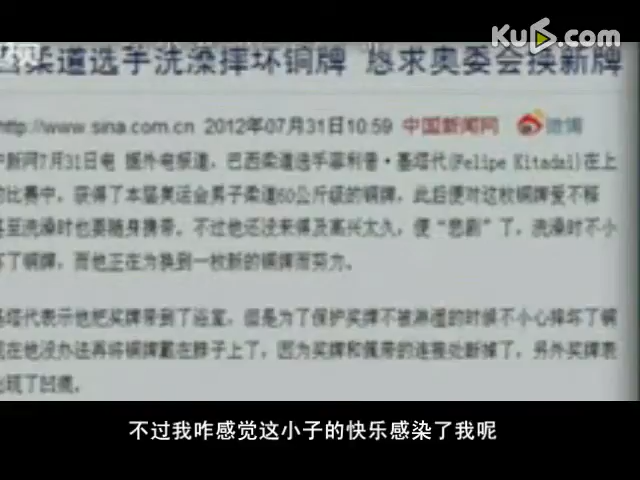 Ku6.com
柔道选手洗澡摔坏铜牌 恳求奥委会换新牌
http://www.sina.com.cn 2012年07月31日10:59 中国新闻网 微博
新网7月31日电 据外电报道，巴西柔道选手菲利普·基塔代(Felipe Kitadai)在上
的比赛中，获得了本届奥运会男子柔道60公斤级的铜牌，此后便对这枚铜牌爱不释
甚至洗澡时也要随身携带。不过他还没来得及高兴太久，便“悲剧”了，洗澡时不小
坏了铜牌，而他正在为换到一枚新的铜牌而努力。
基塔代表示他把奖牌带到了浴室，但是为了保护奖牌不被淋湿的时候不小心摔坏了铜
现在他没办法再将铜牌戴在脖子上了，因为奖牌和佩带的连接处断掉了，另外奖牌表
出现了凹痕。
不过我咋感觉这小子的快乐感染了我呢